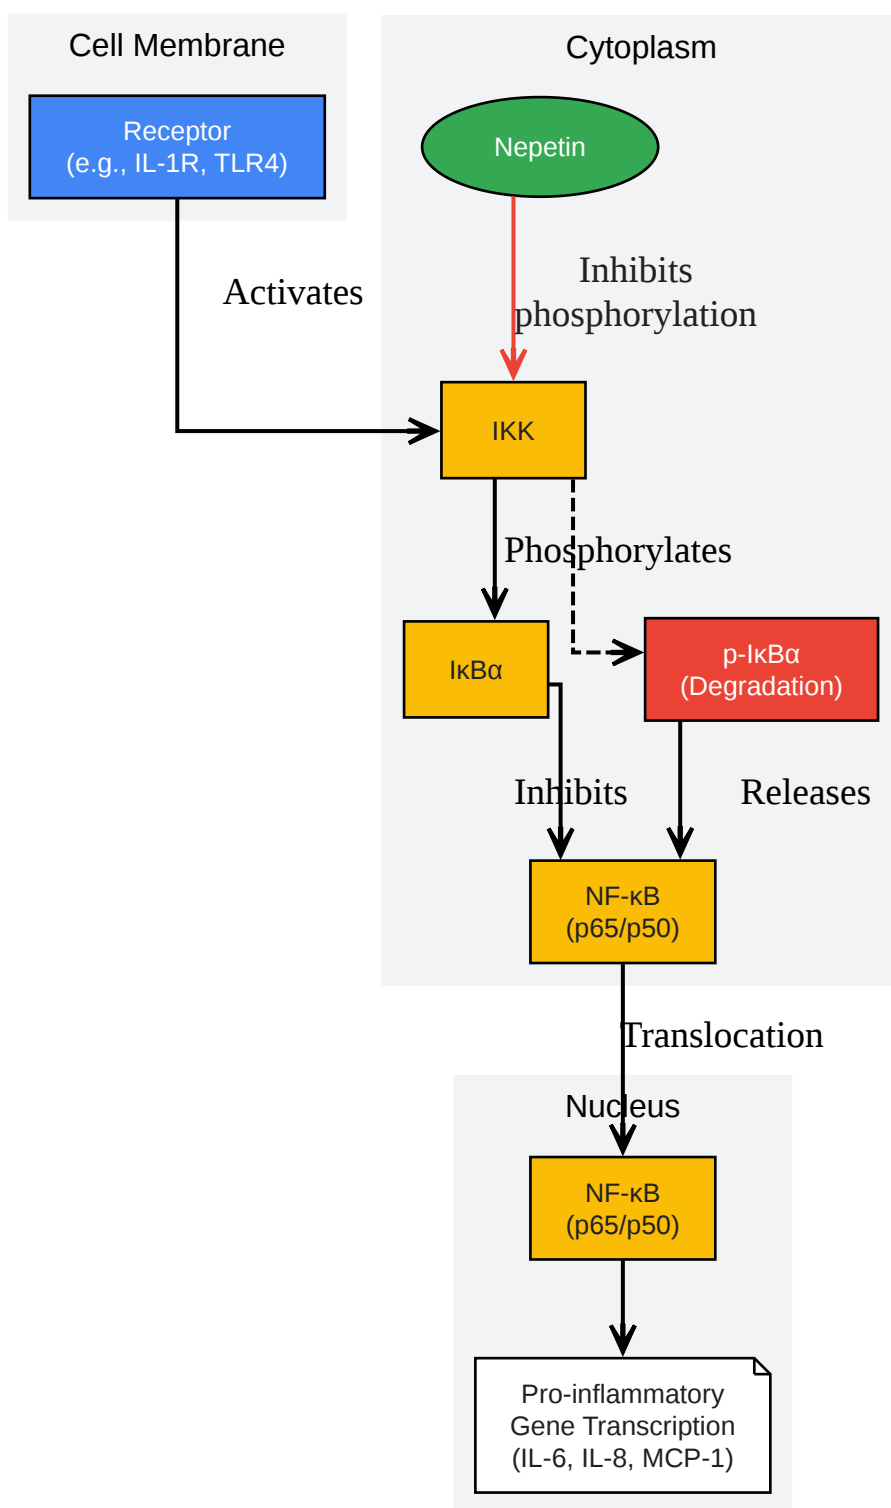 Cell Membrane
Cytoplasm
Receptor
(e.g., IL-1R, TLR4)
Nepetin
Activates
Inhibits
phosphorylation
IKK
Phosphorylates
IκBα
p-IκBα
(Degradation)
Inhibits
Releases
NF-κB
(p65/p50)
Translocation
Nucleus
NF-κB
(p65/p50)
Pro-inflammatory
Gene Transcription
(IL-6, IL-8, MCP-1)